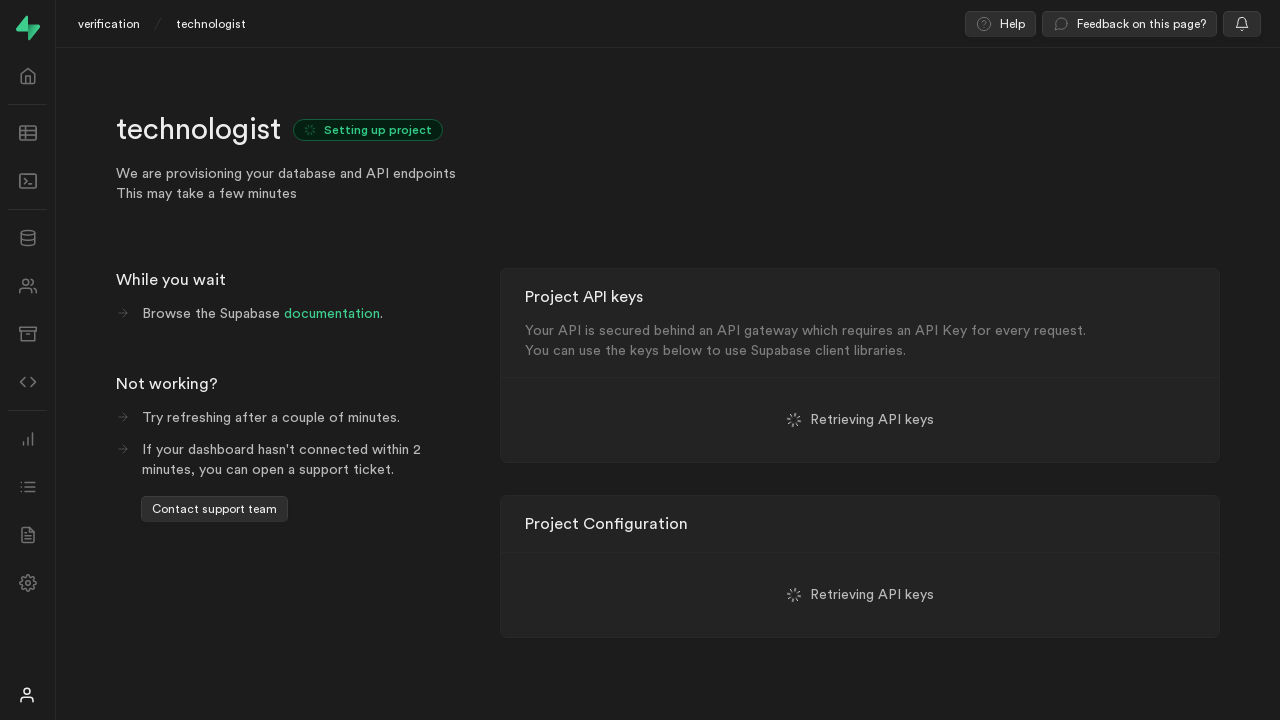 verification / technologist
Help
Feedback on this page?
technologist
Setting up project
We are provisioning your database and API endpoints
This may take a few minutes
While you wait
Browse the Supabase documentation.
Not working?
Try refreshing after a couple of minutes.
If your dashboard hasn't connected within 2
minutes, you can open a support ticket.
Contact support team
Project API keys
Your API is secured behind an API gateway which requires an API Key for every request.
You can use the keys below to use Supabase client libraries.
Retrieving API keys
Project Configuration
Retrieving API keys